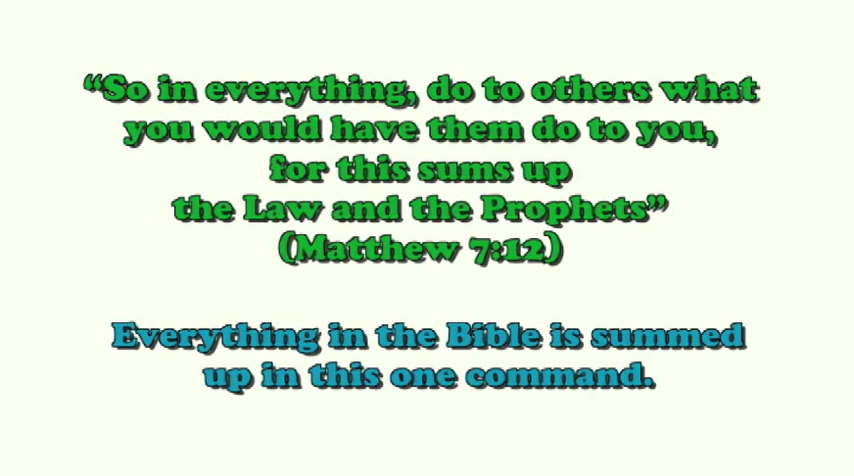 “So in everything, do to others what
you would have them do to you,
for this sums up
the Law and the Prophets”
(Matthew 7:12)
Everything in the Bible is summed
up in this one command.